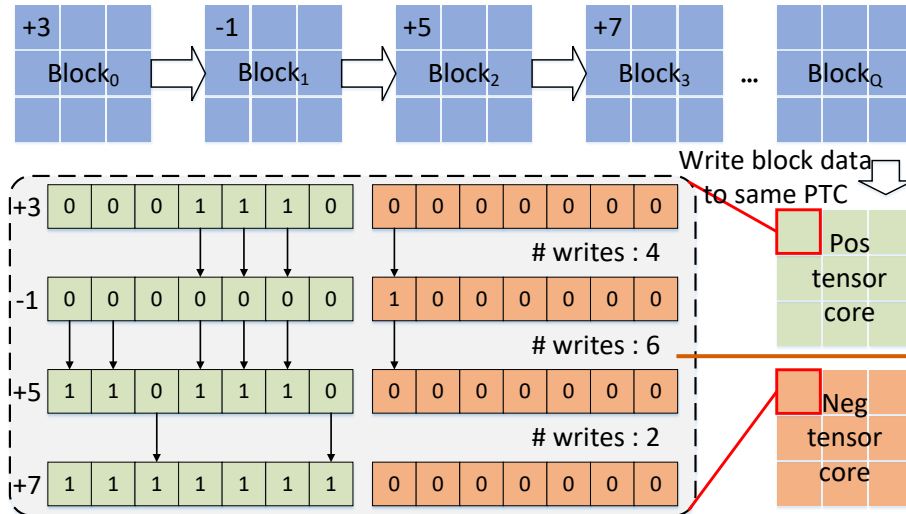 +3 -1 +5 +7
Block₀ Block₁ Block₂ Block₃ ... Block_Q
Write block data
to same PTC
+3 0 0 0 1 1 1 0 0 0 0 0 0 0 0
# writes : 4
-1 0 0 0 0 0 0 0 1 0 0 0 0 0 0
# writes : 6
+5 1 1 0 1 1 1 0 0 0 0 0 0 0 0
# writes : 2
+7 1 1 1 1 1 1 1 0 0 0 0 0 0 0
Pos
tensor
core
Neg
tensor
core